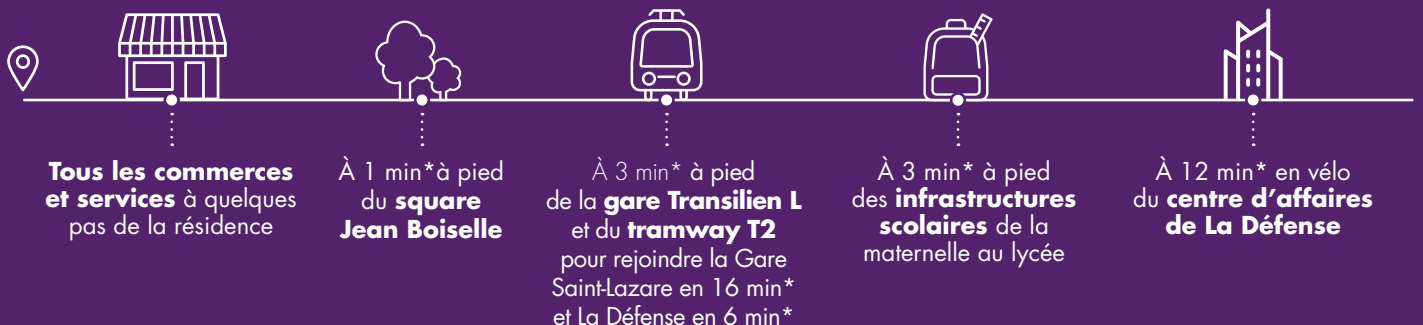 Tous les commerces
et services à quelques
pas de la résidence
À 1 min*à pied
du square
Jean Boiselle
À 3 min* à pied
de la gare Transilien L
et du tramway T2
pour rejoindre la Gare
Saint-Lazare en 16 min*
et La Défense en 6 min*
À 3 min* à pied
des infrastructures
scolaires de la
maternelle au lycée
À 12 min* en vélo
du centre d’affaires
de La Défense